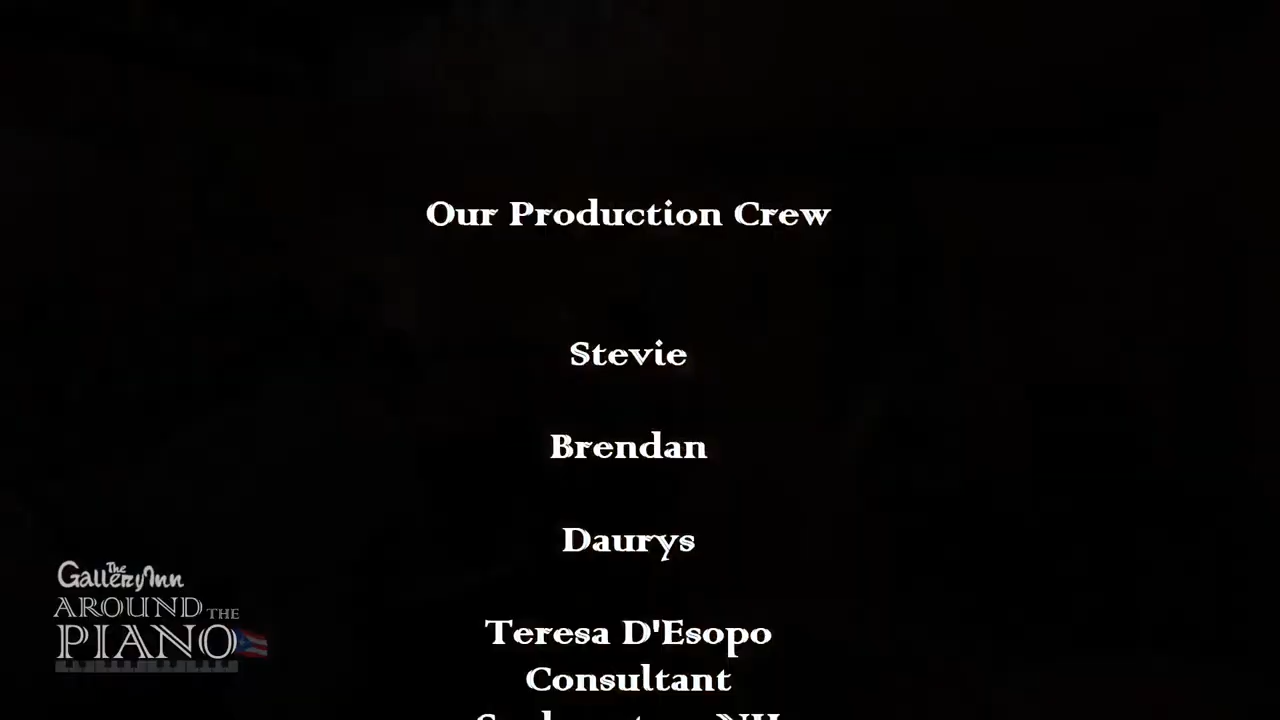 Our Production Crew
Stevie
Brendan
Daurys
Teresa D'Esopo
Consultant
The
Gallery Inn
AROUND THE
PIANO